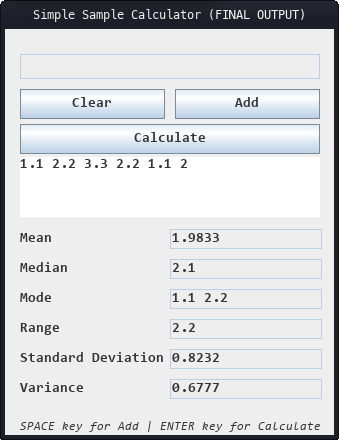 Simple Sample Calculator (FINAL OUTPUT)
Clear Add
Calculate
1.1 2.2 3.3 2.2 1.1 2
Mean 1.9833
Median 2.1
Mode 1.1 2.2
Range 2.2
Standard Deviation 0.8232
Variance 0.6777
SPACE key for Add | ENTER key for Calculate